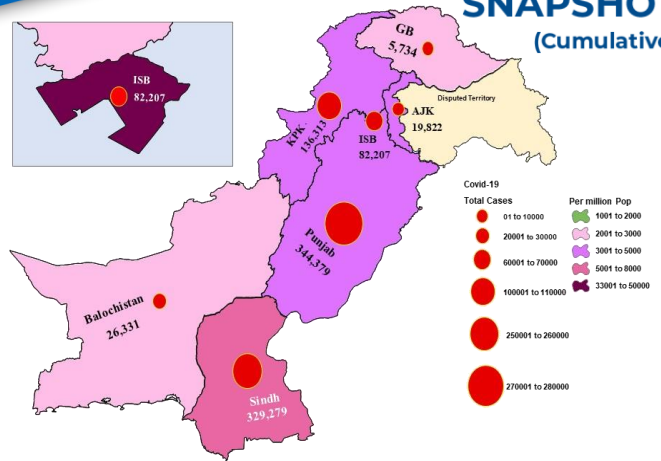 SNAPSHO
(Cumulative
ISB
82,207
GB
5,734
Disputed Territory
AJK
19,822
KPK
136,313
ISB
82,207
Punjab
344,379
Balochistan
26,331
Sindh
329,279
Covid-19
Total Cases
01 to 10000
20001 to 30000
60001 to 70000
100001 to 110000
250001 to 260000
270001 to 280000
Per million Pop
1001 to 2000
2001 to 3000
3001 to 5000
5001 to 8000
33001 to 50000